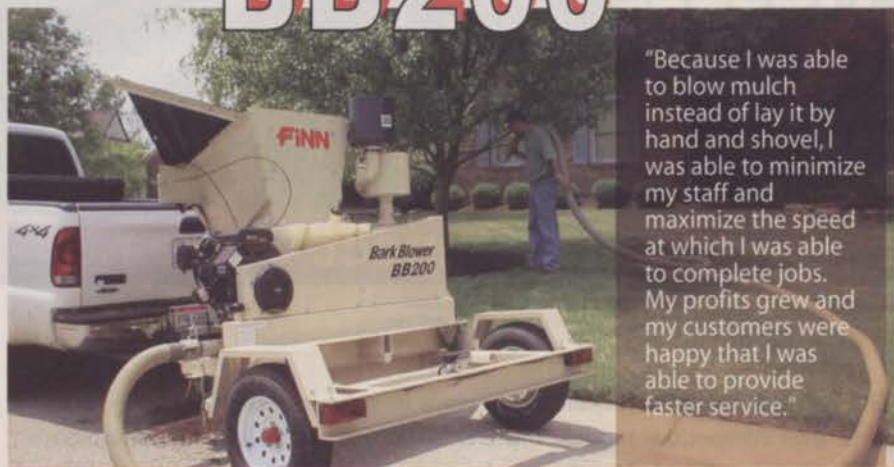 BB200
FINN
Bark Blower
BB200
4x4
"Because I was able
to blow mulch
instead of lay it by
hand and shovel, I
was able to minimize
my staff and
maximize the speed
at which I was able
to complete jobs.
My profits grew and
my customers were
happy that I was
able to provide
faster service."